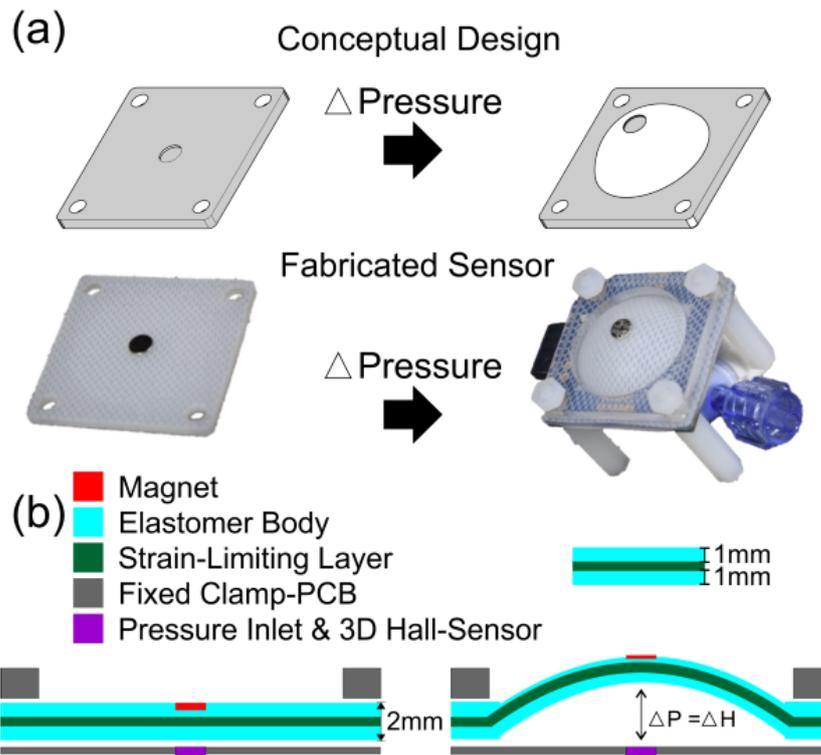 (a)
Conceptual Design
△ Pressure
Fabricated Sensor
△ Pressure
(b)
Magnet
Elastomer Body
Strain-Limiting Layer
Fixed Clamp-PCB
Pressure Inlet & 3D Hall-Sensor
1mm
1mm
2mm
△P =△H